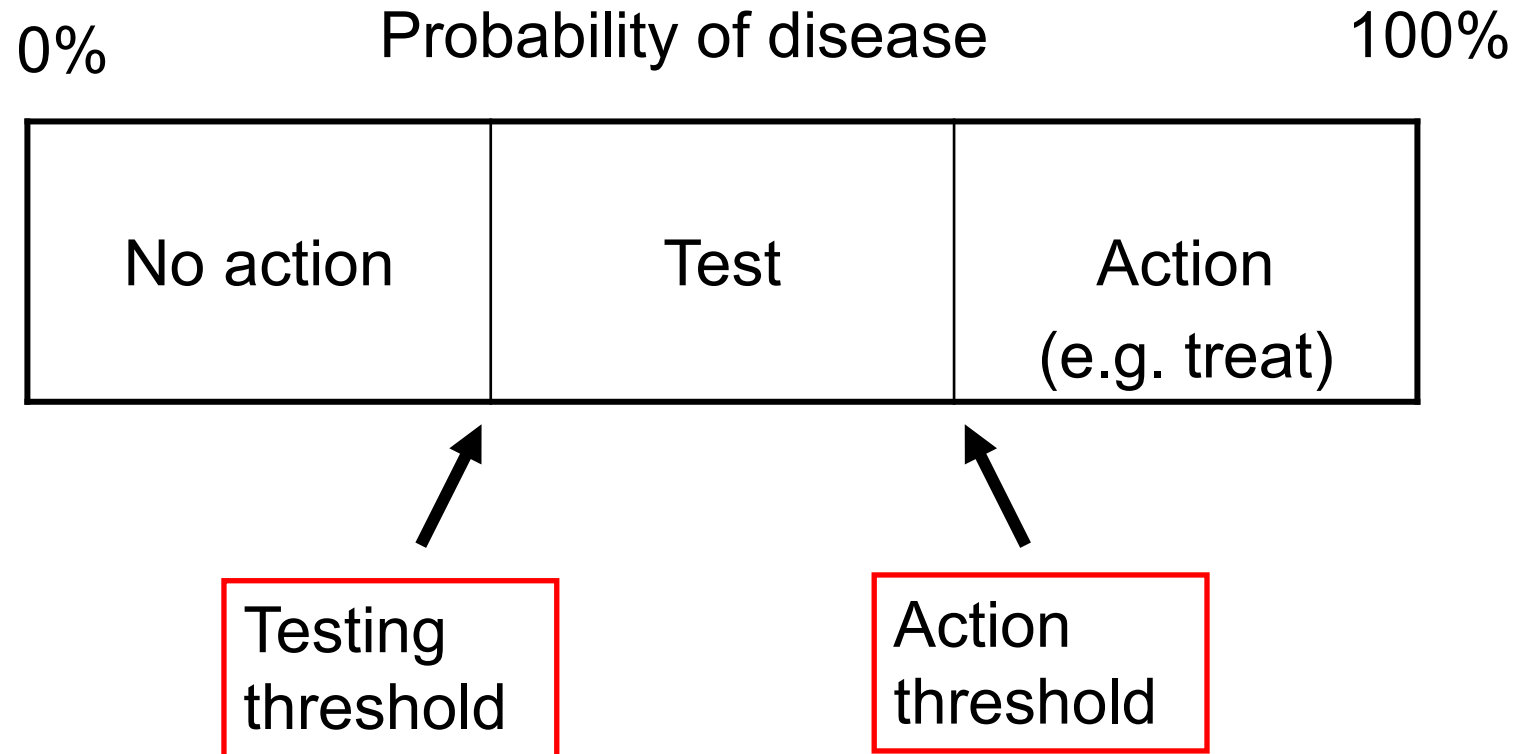 0% Probability of disease 100%
No action Test Action
(e.g. treat)
Testing Action
threshold threshold